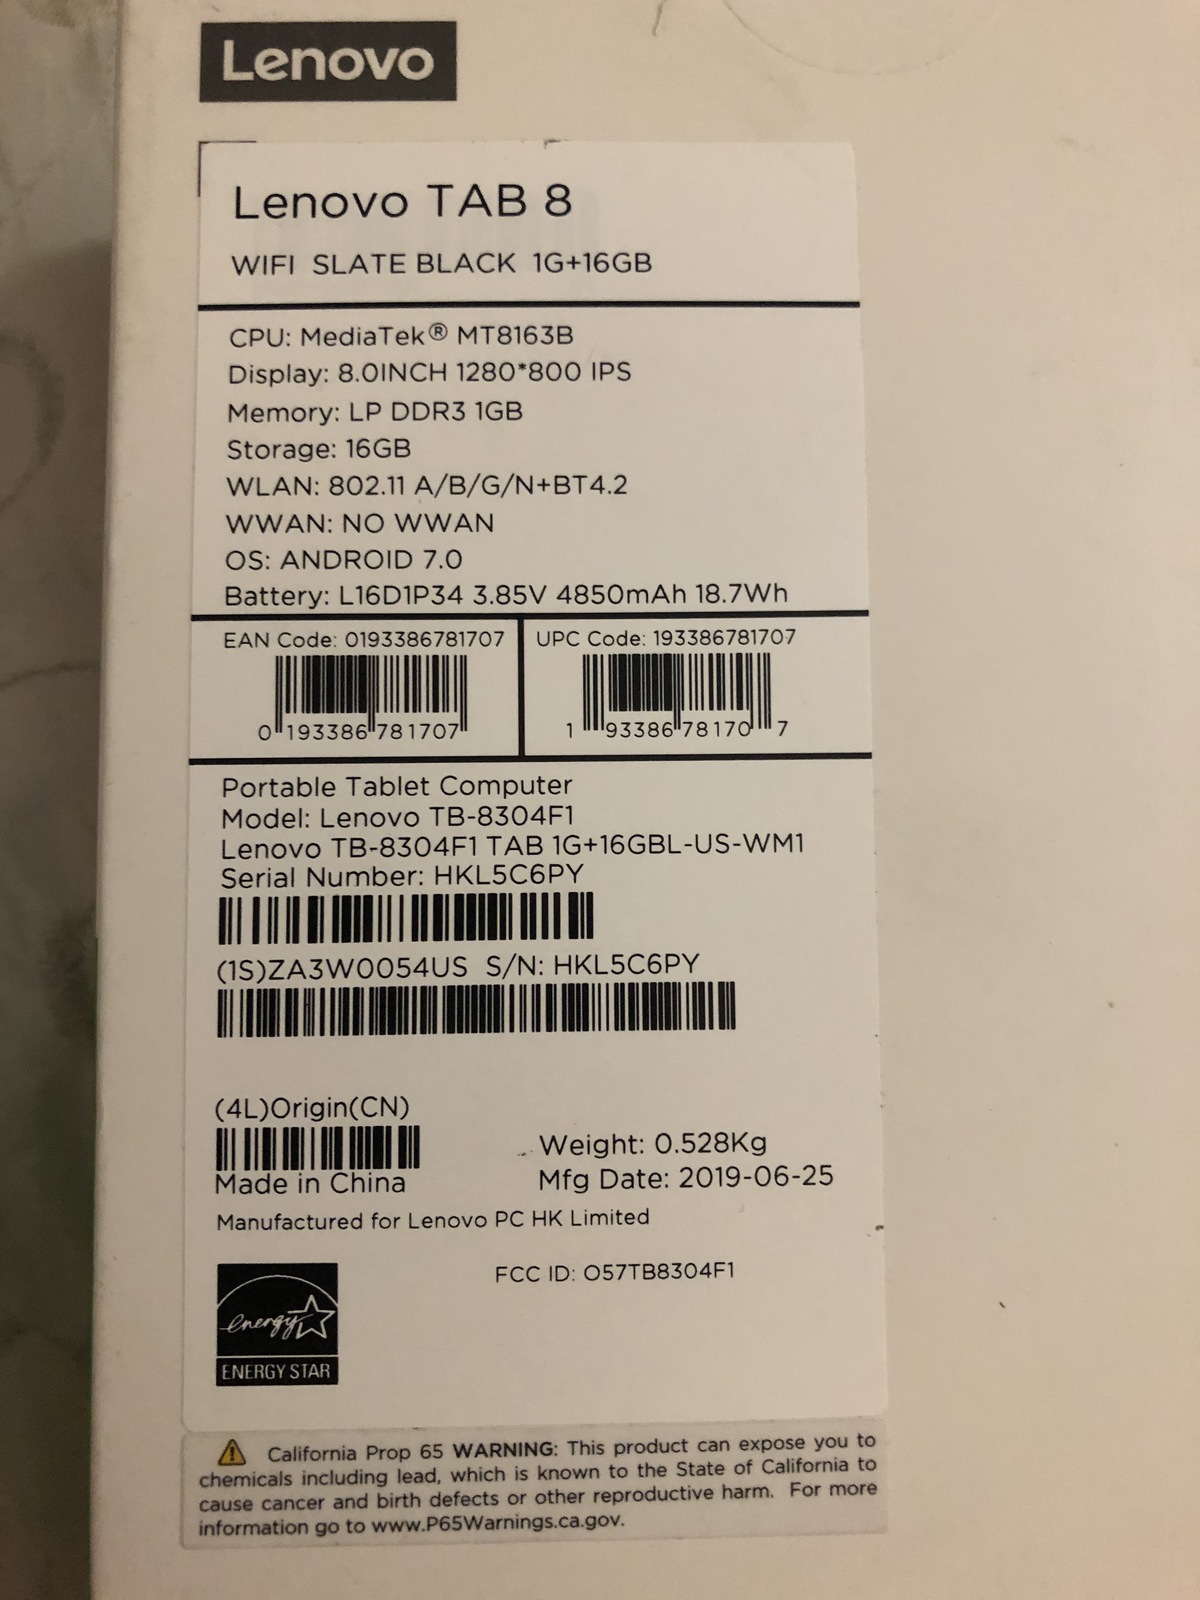 Lenovo
Lenovo TAB 8
WIFI SLATE BLACK 1G+16GB
CPU: MediaTek® MT8163B
Display: 8.0INCH 1280*800 IPS
Memory: LP DDR3 1GB
Storage: 16GB
WLAN: 802.11 A/B/G/N+BT4.2
WWAN: NO WWAN
OS: ANDROID 7.0
Battery: L16D1P34 3.85V 4850mAh 18.7Wh
EAN Code: 0193386781707
0 193386 781707
UPC Code: 193386781707
1 93386 78170 7
Portable Tablet Computer
Model: Lenovo TB-8304F1
Lenovo TB-8304F1 TAB 1G+16GBL-US-WM1
Serial Number: HKL5C6PY
(1S)ZA3W0054US S/N: HKL5C6PY
(4L)Origin(CN)
Made in China
Weight: 0.528Kg
Mfg Date: 2019-06-25
Manufactured for Lenovo PC HK Limited
FCC ID: O57TB8304F1
energy
ENERGY STAR
California Prop 65 WARNING: This product can expose you to
chemicals including lead, which is known to the State of California to
cause cancer and birth defects or other reproductive harm. For more
information go to www.P65Warnings.ca.gov.